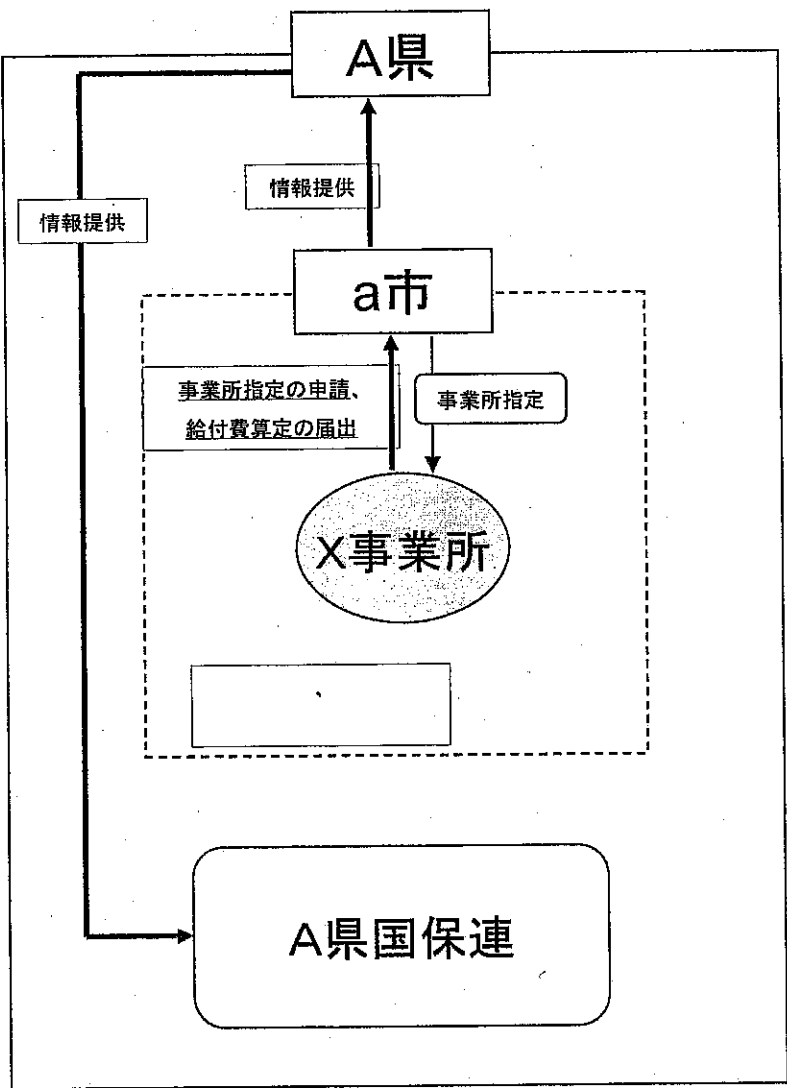 A県
情報提供
情報提供
a市
事業所指定の申請、
給付費算定の届出
事業所指定
X事業所
A県国保連